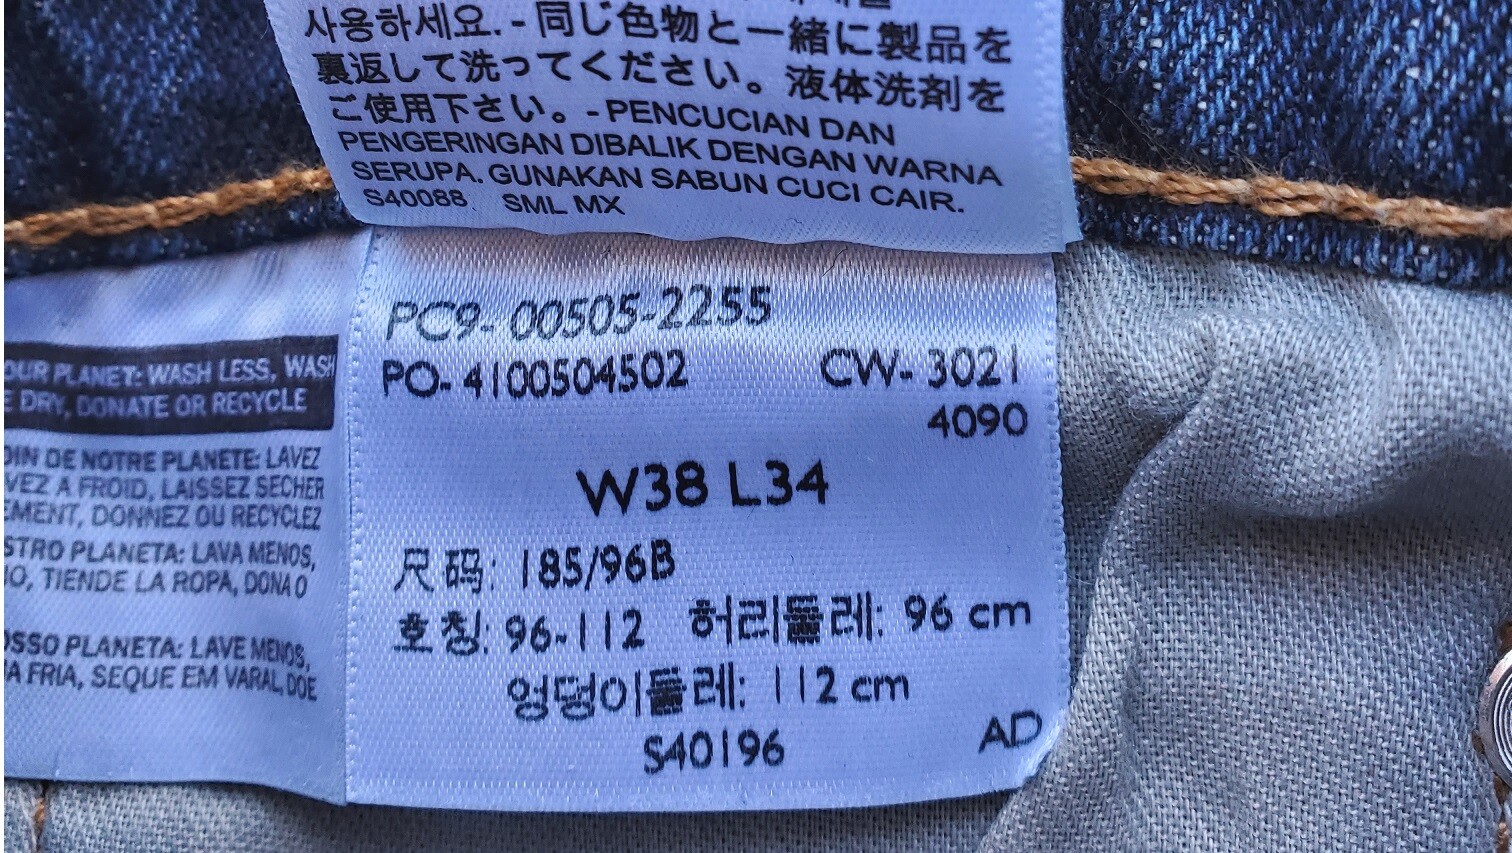 사용하세요. - 同じ色物と一緒に製品を
裏返して洗ってください。液体洗剤を
ご使用下さい。- PENCUCIAN DAN
PENGERINGAN DIBALIK DENGAN WARNA
SERUPA. GUNAKAN SABUN CUCI CAIR.
S40088 SML MX
OUR PLANET: WASH LESS, WASH
E DRY, DONATE OR RECYCLE
OIN DE NOTRE PLANETE: LAVEZ
VEZ A FROID, LAISSEZ SECHER
EMENT, DONNEZ OU RECYCLEZ
STRO PLANETA: LAVA MENOS,
IO, TIENDE LA ROPA, DONA O
OSSO PLANETA: LAVE MENOS,
A FRIA, SEQUE EM VARAL, DOE
PC9- 00505-2255
PO- 4100504502 CW- 3021
4090
W38 L34
尺码: 185/96B
호칭: 96-112 허리둘레: 96 cm
엉덩이둘레: 112 cm
S40196 AD